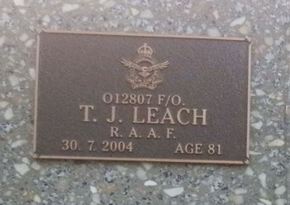 O12807 F/O.
T. J. LEACH
R. A. A. F.
30. 7. 2004 AGE 81